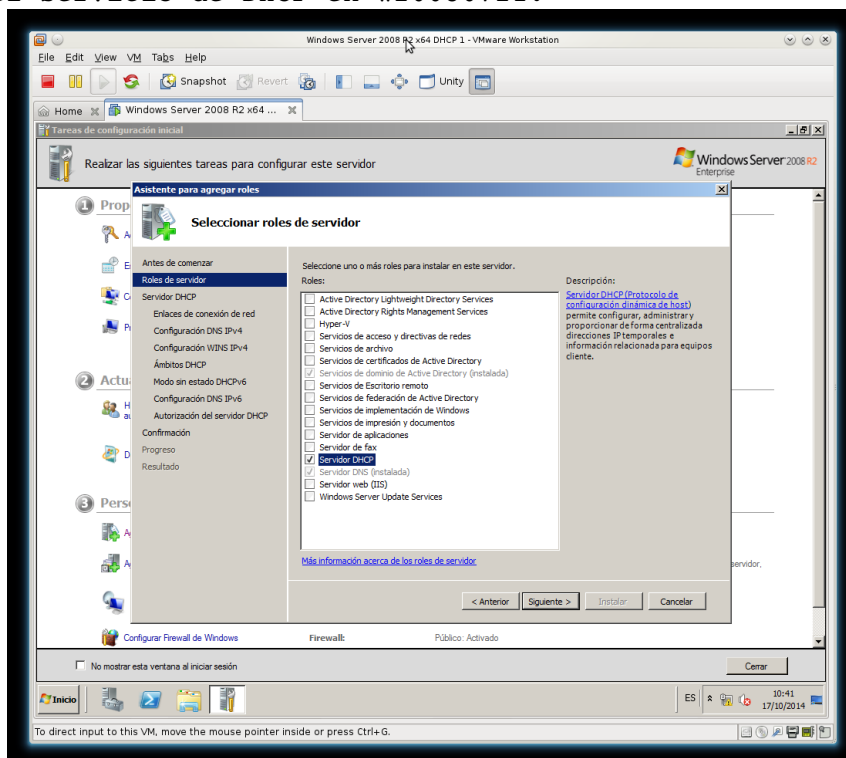 Servicio de DHCP en W2008R2:
Windows Server 2008 R2 x64 DHCP 1 - VMware Workstation
File Edit View VM Tabs Help
Snapshot Revert Unity
Home Windows Server 2008 R2 x64 ...
Tareas de configuración inicial
Realizar las siguientes tareas para configurar este servidor
Windows Server 2008 R2
Enterprise
Asistente para agregar roles
1 Prop
Seleccionar roles de servidor
Antes de comenzar
Roles de servidor
Servidor DHCP
Enlaces de conexión de red
Configuración DNS IPv4
Configuración WINS IPv4
Ámbitos DHCP
Modo sin estado DHCPv6
Configuración DNS IPv6
Autorización del servidor DHCP
Confirmación
Progreso
Resultado
2 Actu
3 Perso
Seleccione uno o más roles para instalar en este servidor.
Roles:
Active Directory Lightweight Directory Services
Active Directory Rights Management Services
Hyper-V
Servicios de acceso y directivas de redes
Servicios de archivo
Servicios de certificados de Active Directory
Servicios de dominio de Active Directory (instalada)
Servicios de Escritorio remoto
Servicios de federación de Active Directory
Servicios de implementación de Windows
Servicios de impresión y documentos
Servidor de aplicaciones
Servidor de fax
Servidor DHCP
Servidor DNS (instalada)
Servidor web (IIS)
Windows Server Update Services
Más información acerca de los roles de servidor
Descripción:
Servidor DHCP (Protocolo de
configuración dinámica de host)
permite configurar, administrar y
proporcionar de forma centralizada
direcciones IP temporales e
información relacionada para equipos
cliente.
servidor,
< Anterior Siguiente > Instalar Cancelar
Configurar Firewall de Windows Firewall: Público: Activado
No mostrar esta ventana al iniciar sesión Cerrar
Inicio ES 10:41
17/10/2014
To direct input to this VM, move the mouse pointer inside or press Ctrl+G.